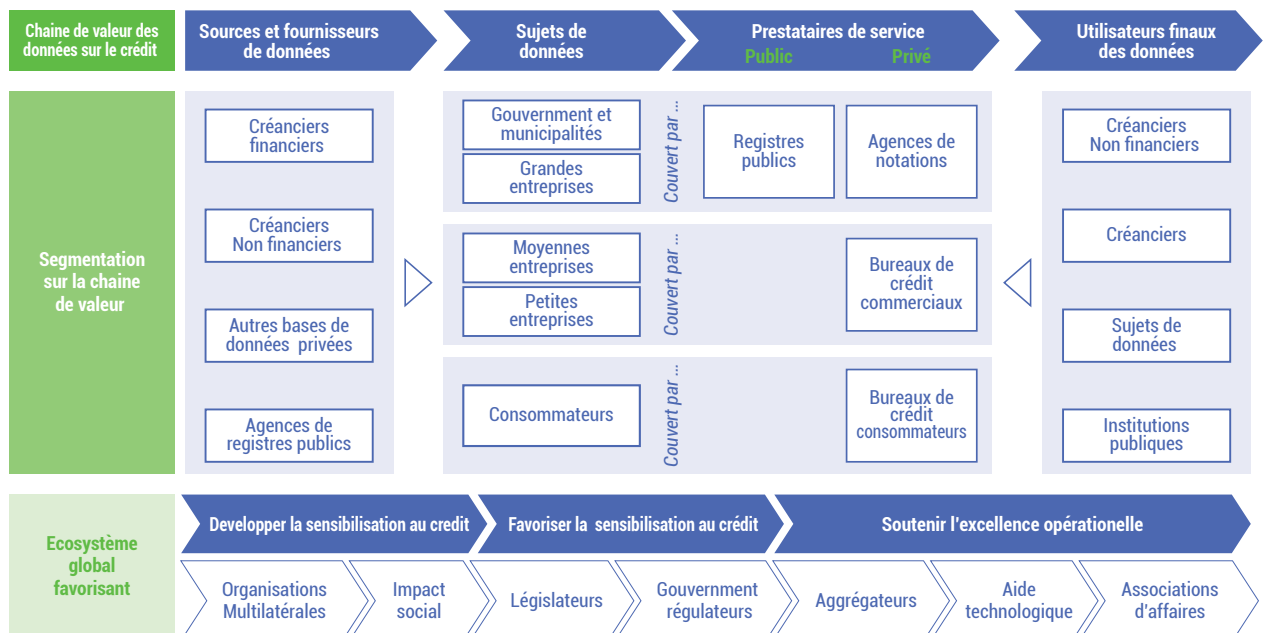 Chaine de valeur des
données sur le crédit
Sources et fournisseurs
de données
Sujets de
données
Prestataires de service
Public
Privé
Utilisateurs finaux
des données
Segmentation
sur la chaine
de valeur
Créanciers
financiers
Créanciers
Non financiers
Autres bases de
données privées
Agences de
registres publics
Gouvernment et
municipalités
Grandes
entreprises
Couvert par ...
Registres
publics
Agences de
notations
Moyennes
entreprises
Petites
entreprises
Couvert par ...
Bureaux de
crédit
commerciaux
Consommateurs
Couvert par ...
Bureaux de
crédit
consommateurs
Créanciers
Non financiers
Créanciers
Sujets de
données
Institutions
publiques
Ecosystème
global
favorisant
Developper la sensibilisation au credit
Favoriser la sensibilisation au crédit
Soutenir l'excellence opérationelle
Organisations
Multilatérales
Impact
social
Législateurs
Gouvernment
régulateurs
Aggrégateurs
Aide
technologique
Associations
d'affaires